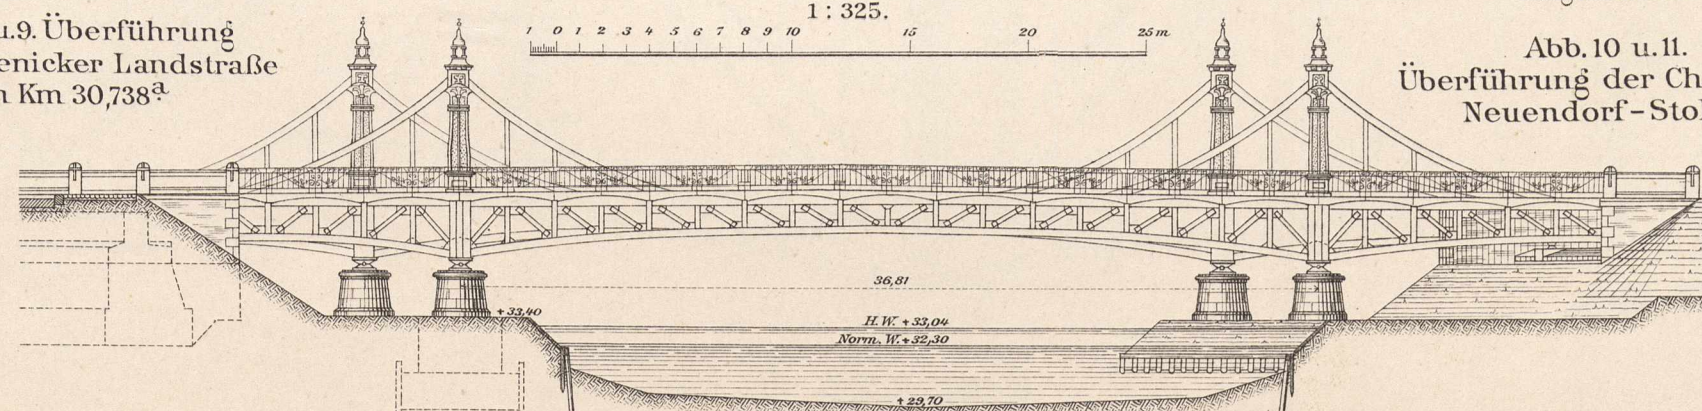 1 : 325.
u. 9. Überführung
enicker Landstraße
Km 30,738ª.
1 0 1 2 3 4 5 6 7 8 9 10 15 20 25 m
Abb. 10 u. 11.
Überführung der Ch
Neuendorf-Stol
36,81
+ 33,40
H. W. + 33,04
Norm. W. + 32,30
+ 29,70